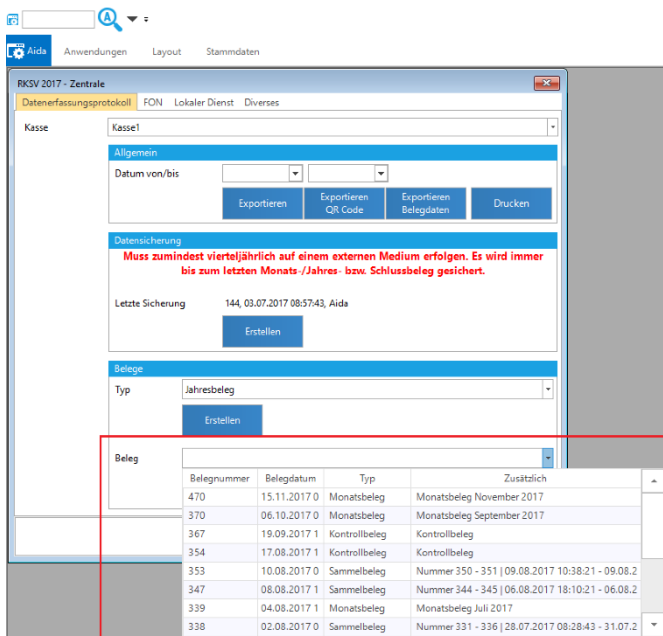 Aida Anwendungen Layout Stammdaten
RKSV 2017 - Zentrale
Datenerfassungsprotokoll FON Lokaler Dienst Diverses
Kasse Kasse1
Allgemein
Datum von/bis
Exportieren Exportieren QR Code Exportieren Belegdaten Drucken
Datensicherung
Muss zumindest vierteljährlich auf einem externen Medium erfolgen. Es wird immer
bis zum letzten Monats-/Jahres- bzw. Schlussbeleg gesichert.
Letzte Sicherung 144, 03.07.2017 08:57:43, Aida
Erstellen
Belege
Typ Jahresbeleg
Erstellen
Beleg
Belegnummer Belegdatum Typ Zusätzlich
470 15.11.2017 0 Monatsbeleg Monatsbeleg November 2017
370 06.10.2017 0 Monatsbeleg Monatsbeleg September 2017
367 19.09.2017 1 Kontrollbeleg Kontrollbeleg
354 17.08.2017 1 Kontrollbeleg Kontrollbeleg
353 10.08.2017 0 Sammelbeleg Nummer 350 - 351 | 09.08.2017 10:38:21 - 09.08.2
347 08.08.2017 1 Sammelbeleg Nummer 344 - 345 | 06.08.2017 18:10:21 - 06.08.2
339 04.08.2017 1 Monatsbeleg Monatsbeleg Juli 2017
338 02.08.2017 0 Sammelbeleg Nummer 331 - 336 | 28.07.2017 08:28:43 - 31.07.2